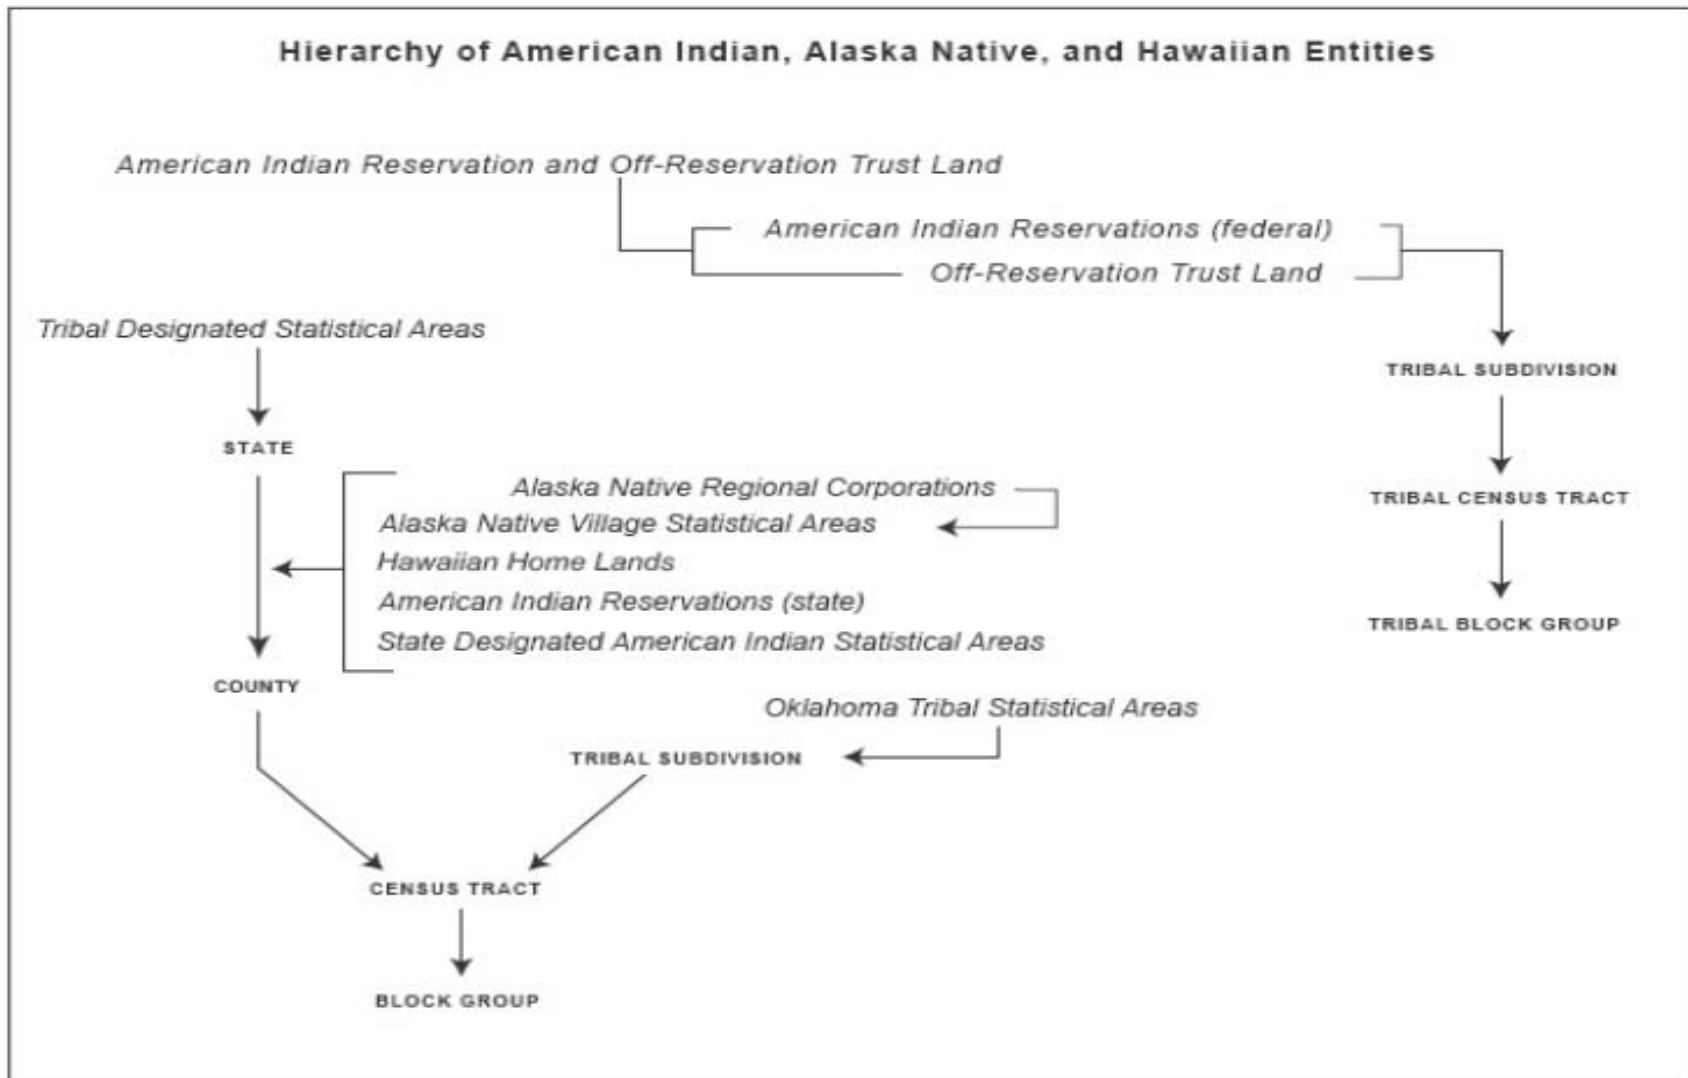 Hierarchy of American Indian, Alaska Native, and Hawaiian Entities
American Indian Reservation and Off-Reservation Trust Land
American Indian Reservations (federal)
Off-Reservation Trust Land
Tribal Designated Statistical Areas
TRIBAL SUBDIVISION
STATE
Alaska Native Regional Corporations
TRIBAL CENSUS TRACT
Alaska Native Village Statistical Areas
Hawaiian Home Lands
American Indian Reservations (state)
TRIBAL BLOCK GROUP
State Designated American Indian Statistical Areas
COUNTY
Oklahoma Tribal Statistical Areas
TRIBAL SUBDIVISION
CENSUS TRACT
BLOCK GROUP